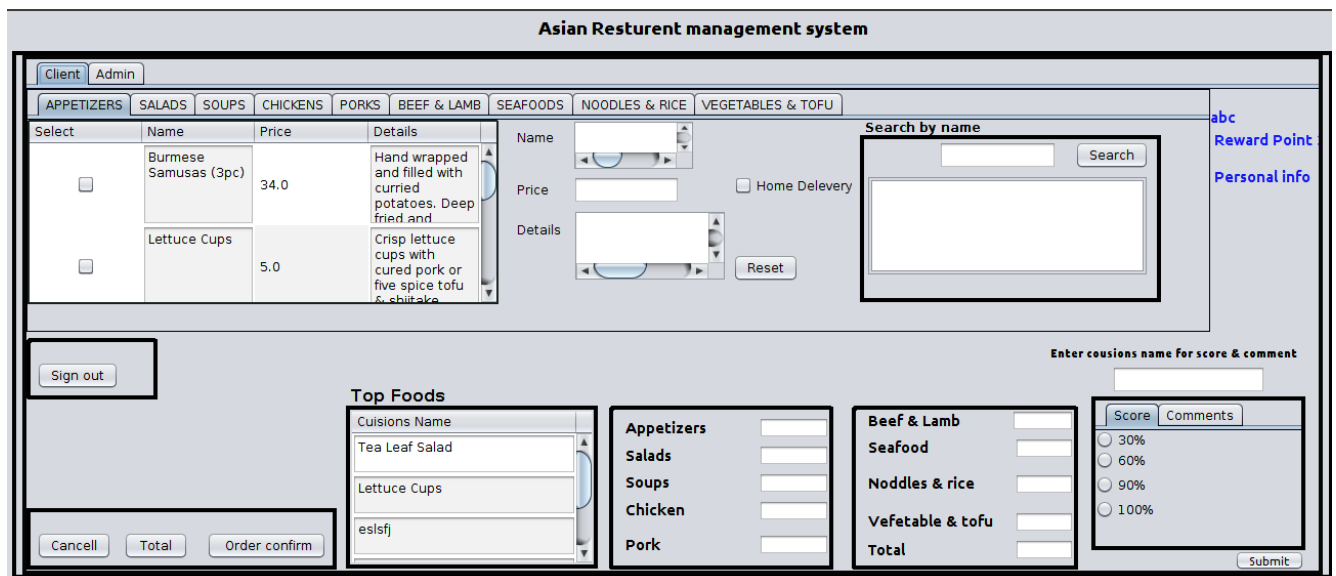 Asian Resturent management system
Client Admin
APPETIZERS SALADS SOUPS CHICKENS PORKS BEEF & LAMB SEAFOODS NOODLES & RICE VEGETABLES & TOFU
Select Name Price Details
Burmese
Samusas (3pc)
34.0
Hand wrapped
and filled with
curried
potatoes. Deep
fried and
Lettuce Cups
5.0
Crisp lettuce
cups with
cured pork or
five spice tofu
& shiitake
Name
Price
Details
Home Delevery
Reset
Search by name
Search
abc
Reward Point :
Personal info
Sign out
Enter cousions name for score & comment
Top Foods
Cuisions Name
Tea Leaf Salad
Lettuce Cups
eslsfj
Appetizers
Salads
Soups
Chicken
Pork
Beef & Lamb
Seafood
Noddles & rice
Vefetable & tofu
Total
Score Comments
30%
60%
90%
100%
Cancell Total Order confirm
Submit